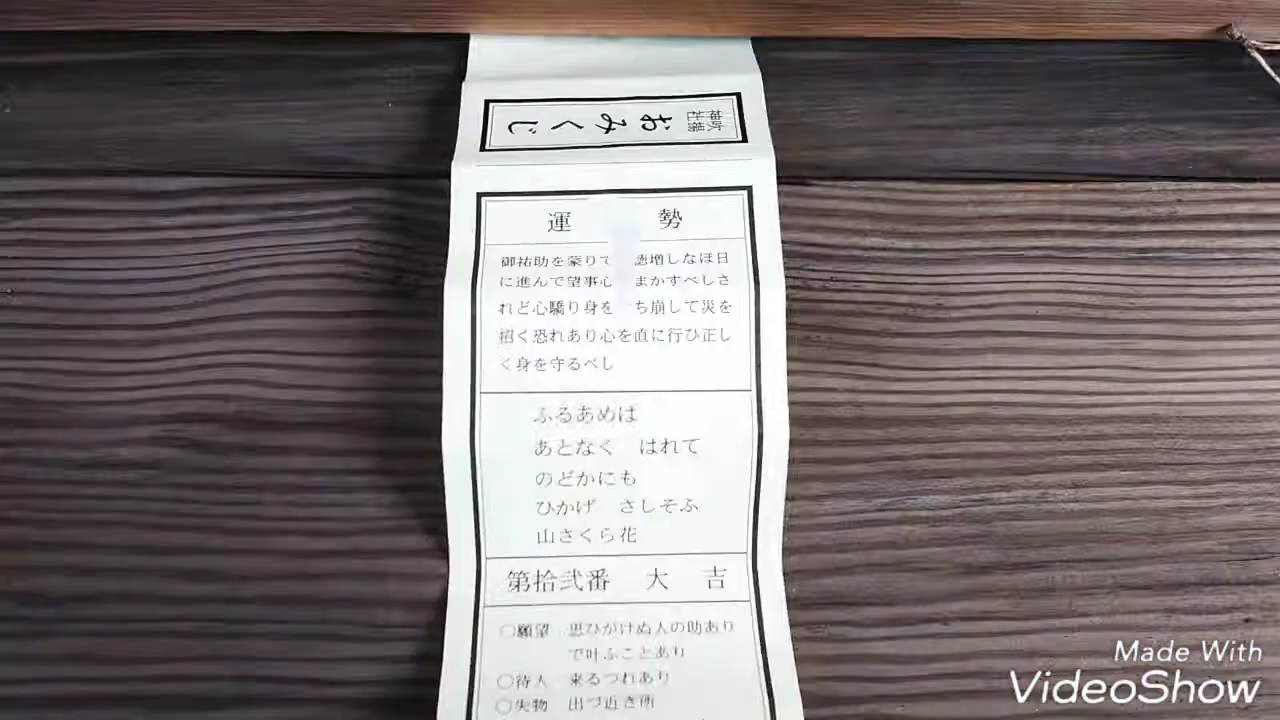 吹揚神社
おみくじ
運 勢
御祐助を蒙りて 徳増しなほ日
に進んで望事心 まかすべしさ
れど心驕り身を ち崩して災を
招く恐れあり心を直に行ひ正し
く身を守るべし
ふるあめは
あとなく はれて
のどかにも
ひかげ さしそふ
山さくら花
第拾弐番 大 吉
○願望 思ひがけぬ人の助あり
で叶ふことあり
○待人 来るつれあり
○失物 出づ近き所
Made With
VideoShow